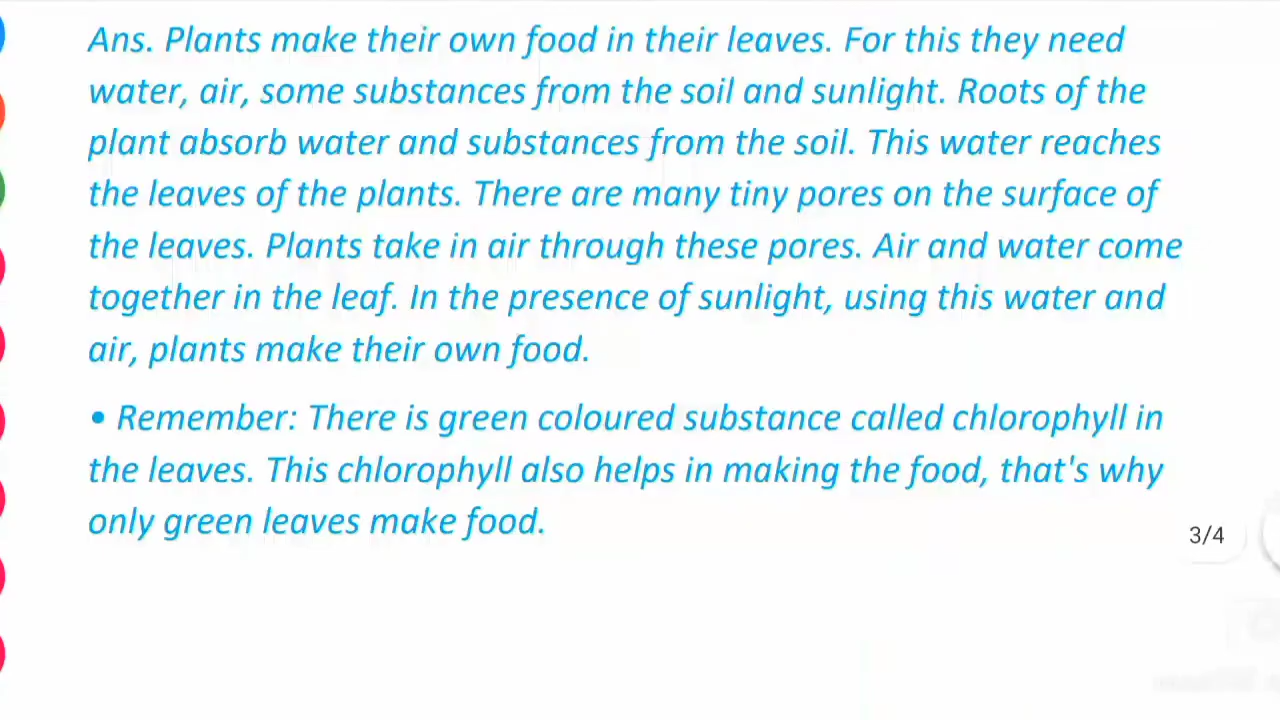 Ans. Plants make their own food in their leaves. For this they need
water, air, some substances from the soil and sunlight. Roots of the
plant absorb water and substances from the soil. This water reaches
the leaves of the plants. There are many tiny pores on the surface of
the leaves. Plants take in air through these pores. Air and water come
together in the leaf. In the presence of sunlight, using this water and
air, plants make their own food.
• Remember: There is green coloured substance called chlorophyll in
the leaves. This chlorophyll also helps in making the food, that's why
only green leaves make food.
3/4